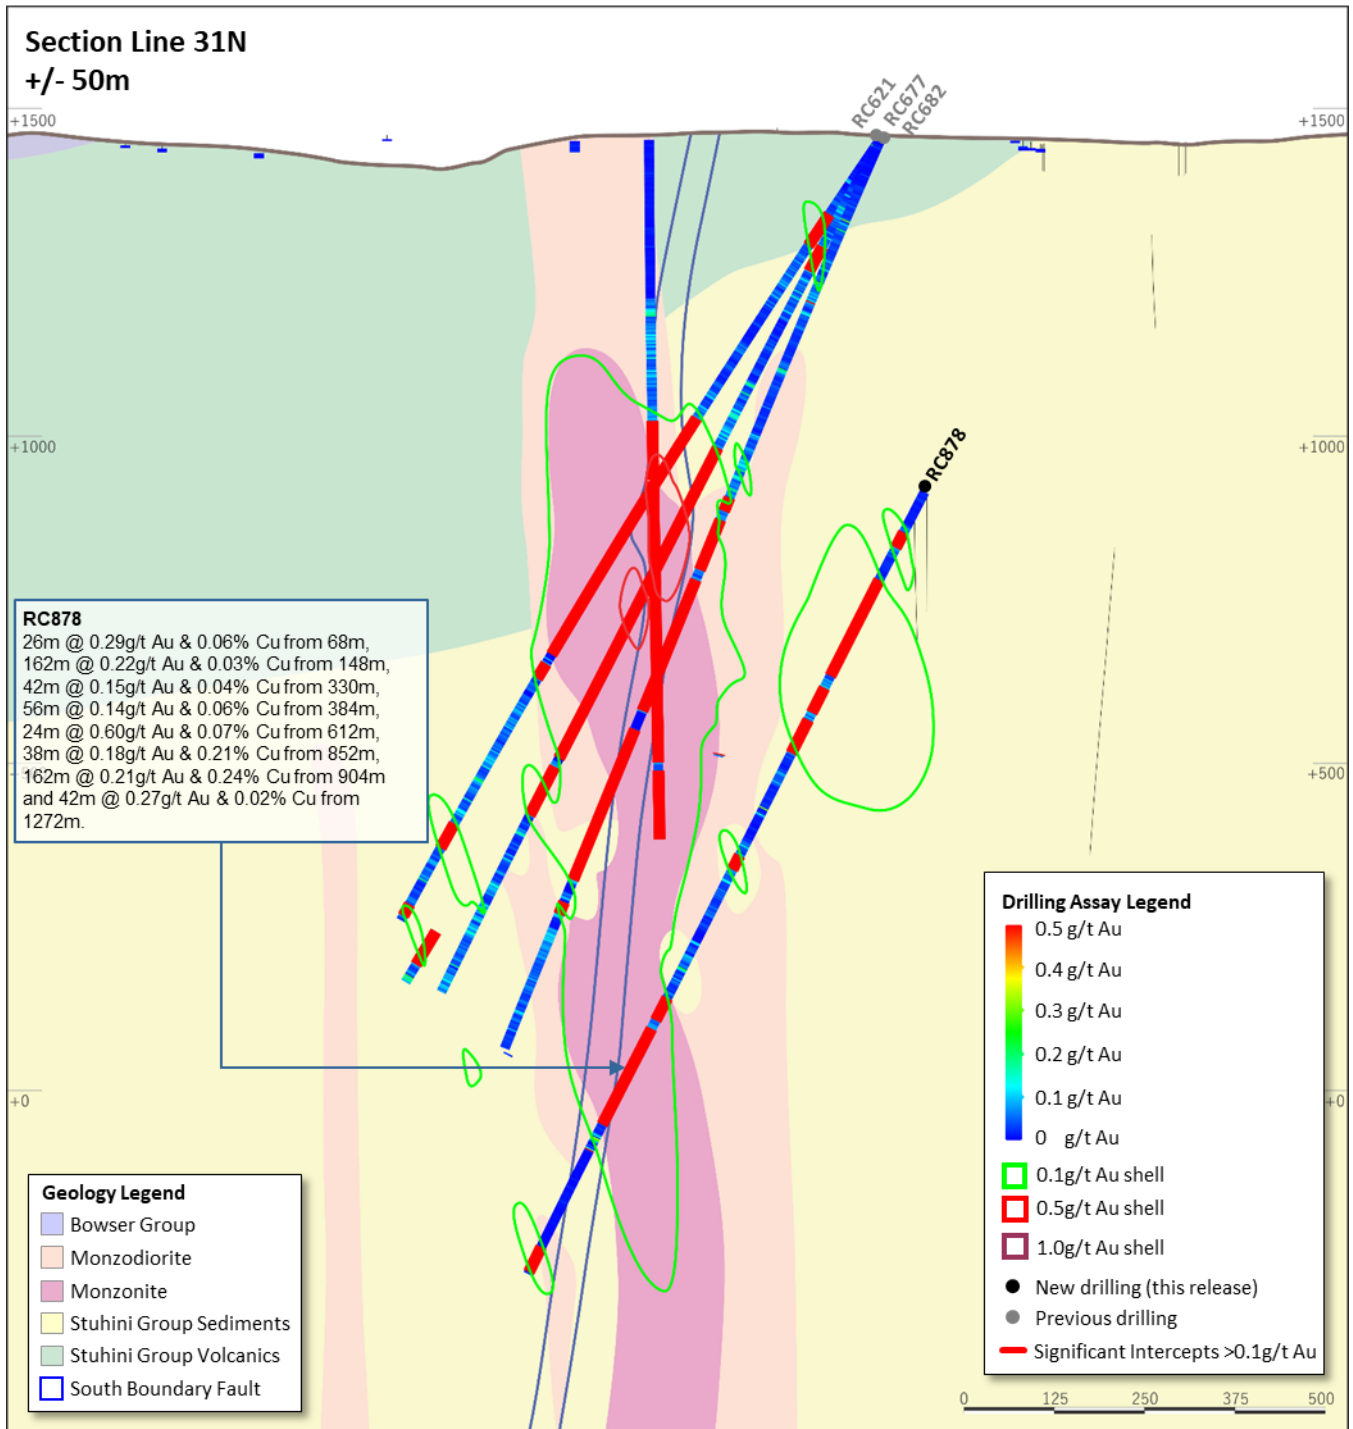 Section Line 31N
+/- 50m
RC621
RC677
RC682
+1500
+1500
+1000
+1000
RC878
RC878
26m @ 0.29g/t Au & 0.06% Cu from 68m,
162m @ 0.22g/t Au & 0.03% Cu from 148m,
42m @ 0.15g/t Au & 0.04% Cu from 330m,
56m @ 0.14g/t Au & 0.06% Cu from 384m,
24m @ 0.60g/t Au & 0.07% Cu from 612m,
38m @ 0.18g/t Au & 0.21% Cu from 852m,
162m @ 0.21g/t Au & 0.24% Cu from 904m
and 42m @ 0.27g/t Au & 0.02% Cu from
1272m.
+500
+0
+0
Drilling Assay Legend
0.5 g/t Au
0.4 g/t Au
0.3 g/t Au
0.2 g/t Au
0.1 g/t Au
0 g/t Au
0.1g/t Au shell
0.5g/t Au shell
1.0g/t Au shell
New drilling (this release)
Previous drilling
Significant Intercepts >0.1g/t Au
Geology Legend
Bowser Group
Monzodiorite
Monzonite
Stuhini Group Sediments
Stuhini Group Volcanics
South Boundary Fault
0 125 250 375 500